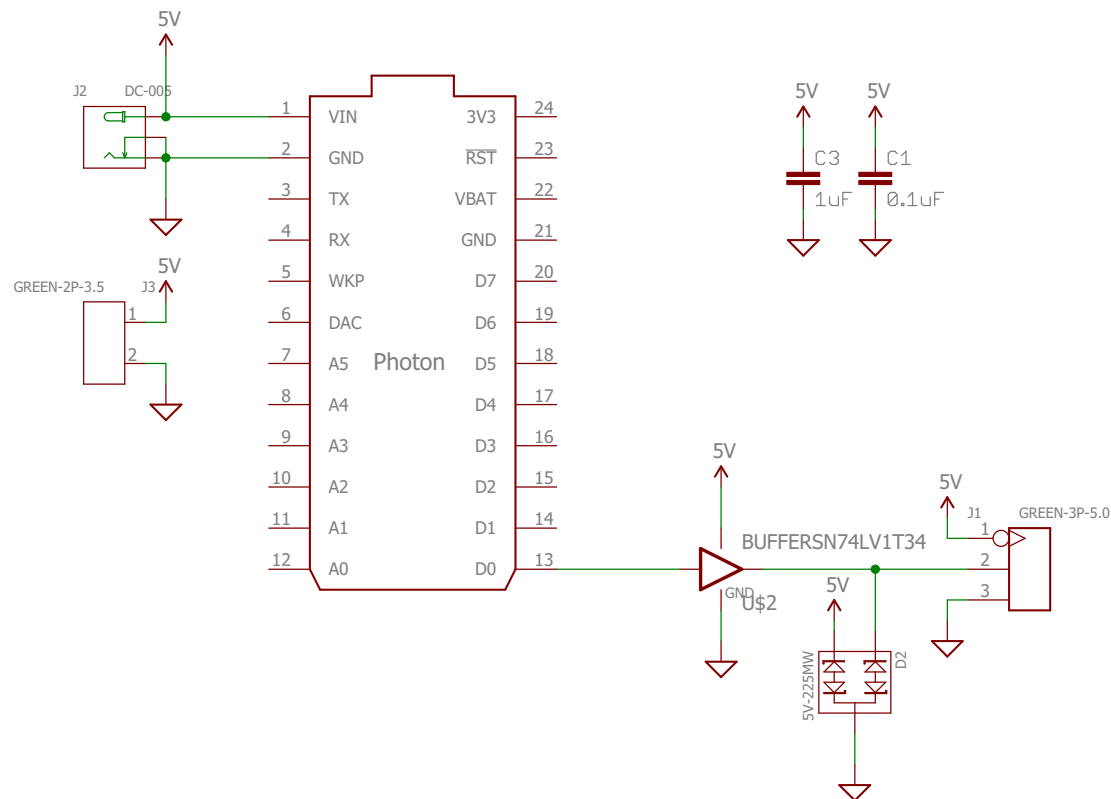 5V
J2 DC-005
1 VIN 3V3 24
2 GND RST 23
3 TX VBAT 22
4 RX GND 21
5 WKP D7 20
6 DAC D6 19
7 A5 Photon D5 18
8 A4 D4 17
9 A3 D3 16
10 A2 D2 15
11 A1 D1 14
12 A0 D0 13
5V
GREEN-2P-3.5 J3
1
2
5V 5V
C3 C1
1uF 0.1uF
5V
BUFFERSN74LV1T34
GND
U$2
5V
J1 GREEN-3P-5.0
1
2
3
5V
5V-225MW
D2